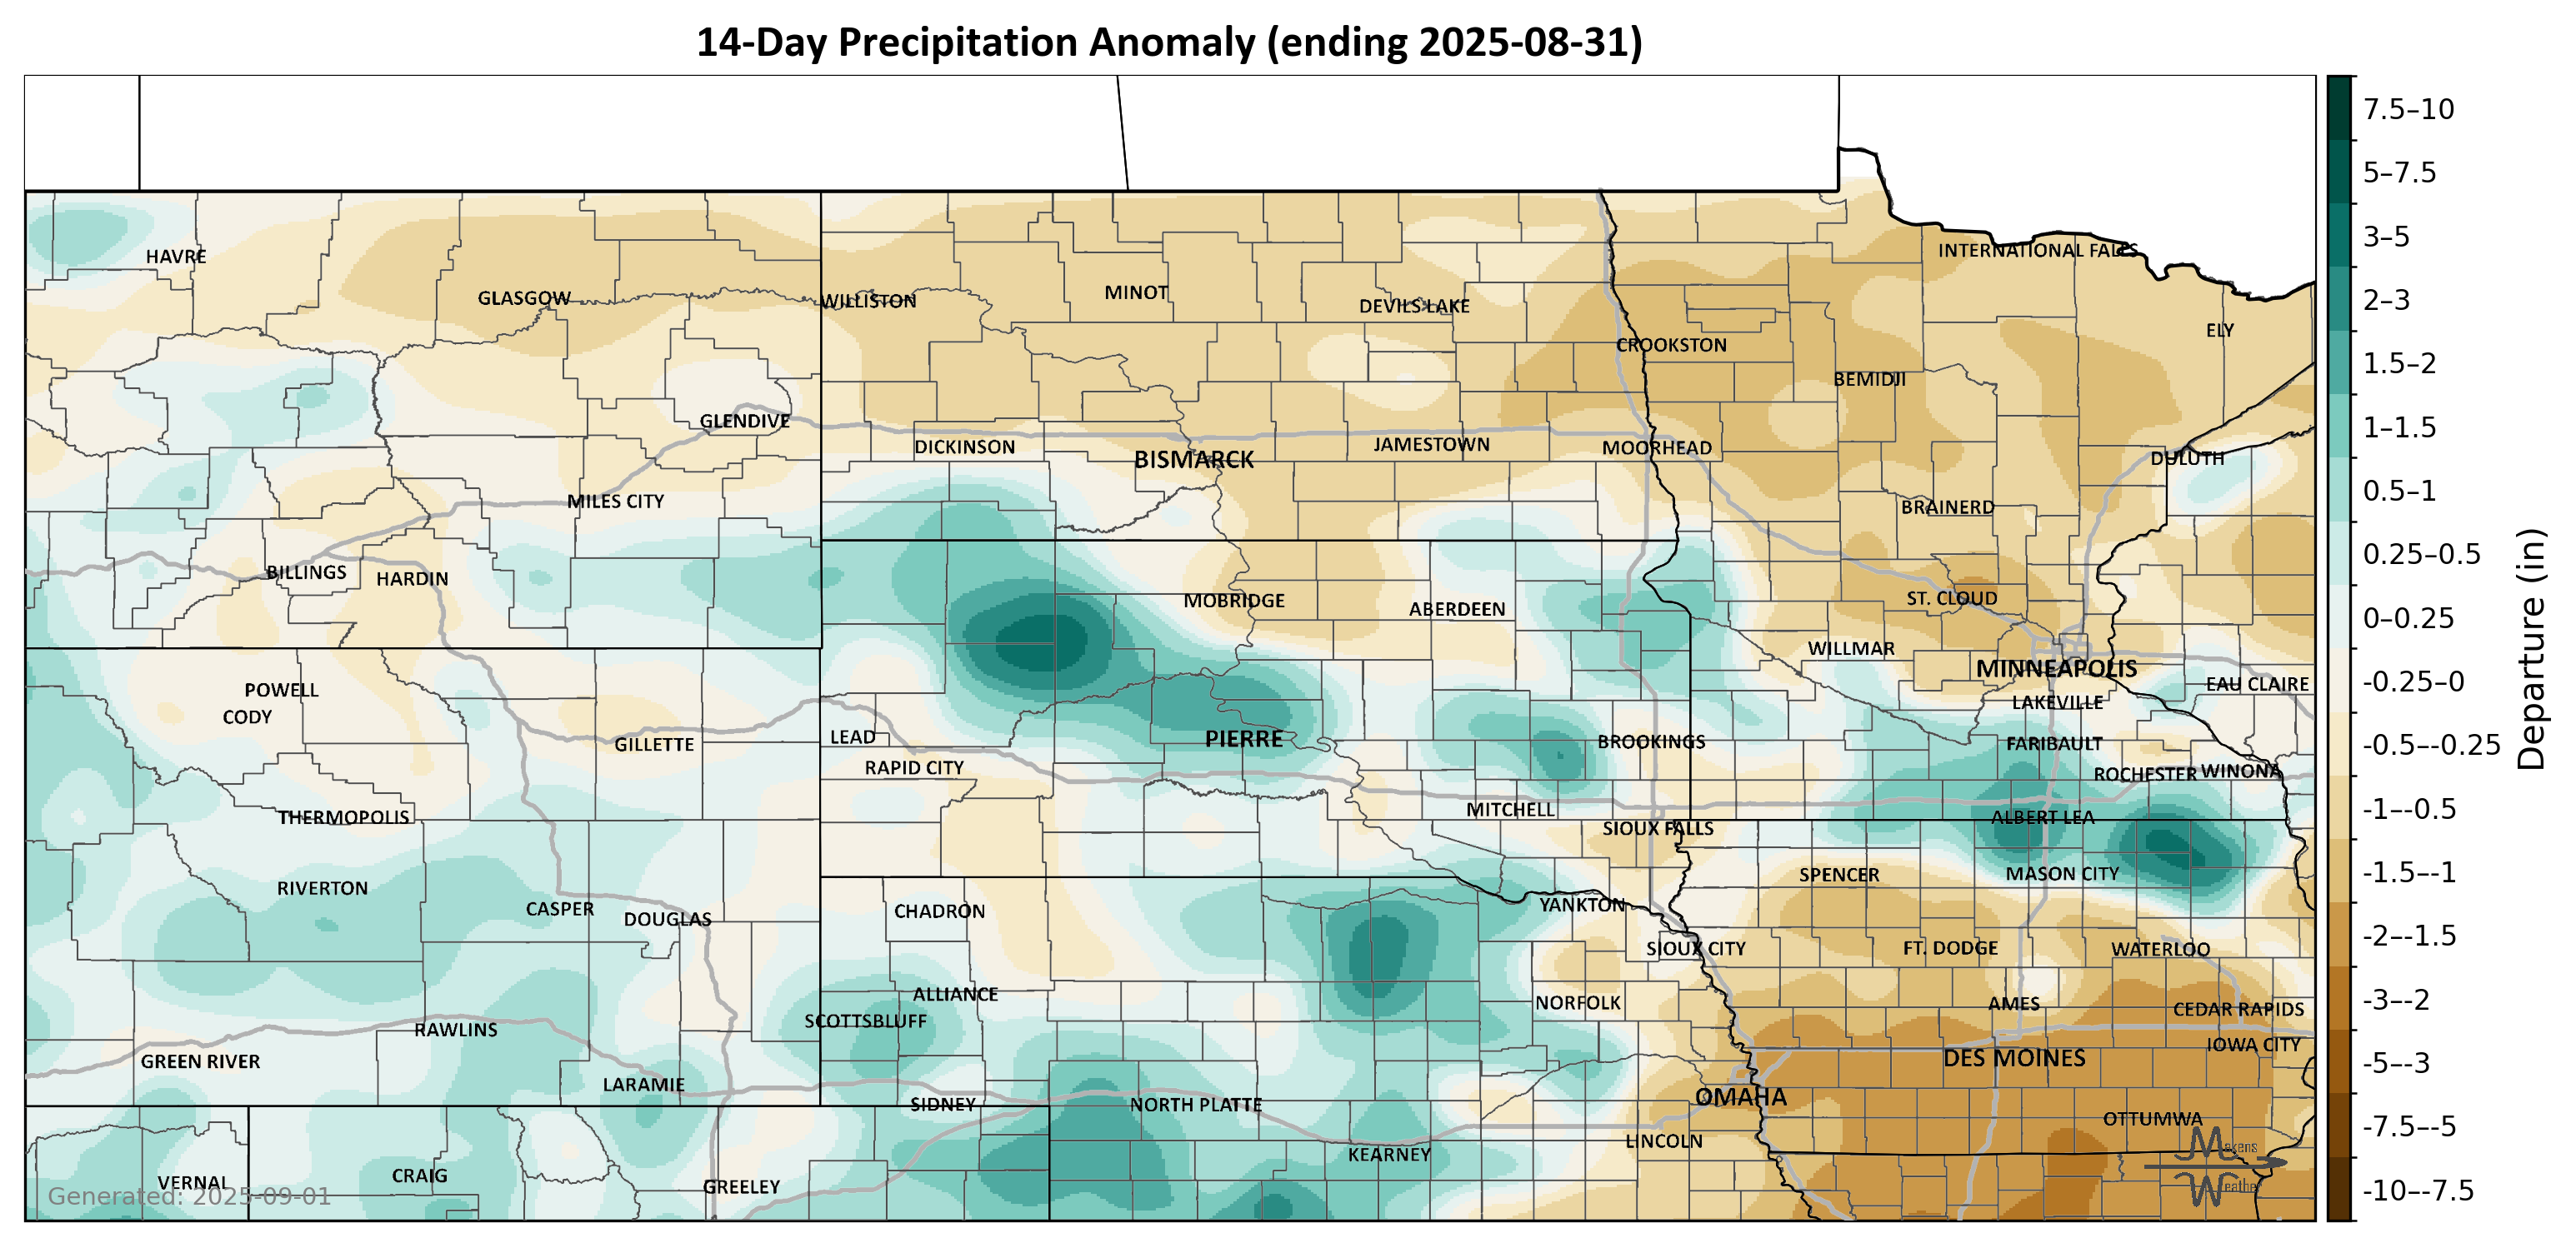 14-Day Precipitation Anomaly (ending 2025-08-31)
HAVRE
GLASGOW
WILLISTON
MINOT
DEVILS LAKE
INTERNATIONAL FALLS
ELY
CROOKSTON
BEMIDJI
GLENDIVE
DICKINSON
BISMARCK
JAMESTOWN
MOORHEAD
DULUTH
MILES CITY
BRAINERD
BILLINGS
HARDIN
MOBRIDGE
ABERDEEN
ST. CLOUD
WILLMAR
MINNEAPOLIS
EAU CLAIRE
POWELL
CODY
LAKEVILLE
GILLETTE
LEAD
PIERRE
BROOKINGS
FARIBAULT
RAPID CITY
ROCHESTER
WINONA
THERMOPOLIS
MITCHELL
ALBERT LEA
SIOUX FALLS
RIVERTON
SPENCER
MASON CITY
CASPER
DOUGLAS
CHADRON
YANKTON
SIOUX CITY
FT. DODGE
WATERLOO
ALLIANCE
NORFOLK
AMES
CEDAR RAPIDS
SCOTTSBLUFF
RAWLINS
IOWA CITY
GREEN RIVER
DES MOINES
LARAMIE
OMAHA
SIDNEY
NORTH PLATTE
OTTUMWA
LINCOLN
KEARNEY
VERNAL
CRAIG
GREELEY
Generated: 2025-09-01
Makens
Weather
7.5–10
5–7.5
3–5
2–3
1.5–2
1–1.5
0.5–1
0.25–0.5
0–0.25
-0.25–0
-0.5–-0.25
-1–-0.5
-1.5–-1
-2–-1.5
-3–-2
-5–-3
-7.5–-5
-10–-7.5
Departure (in)